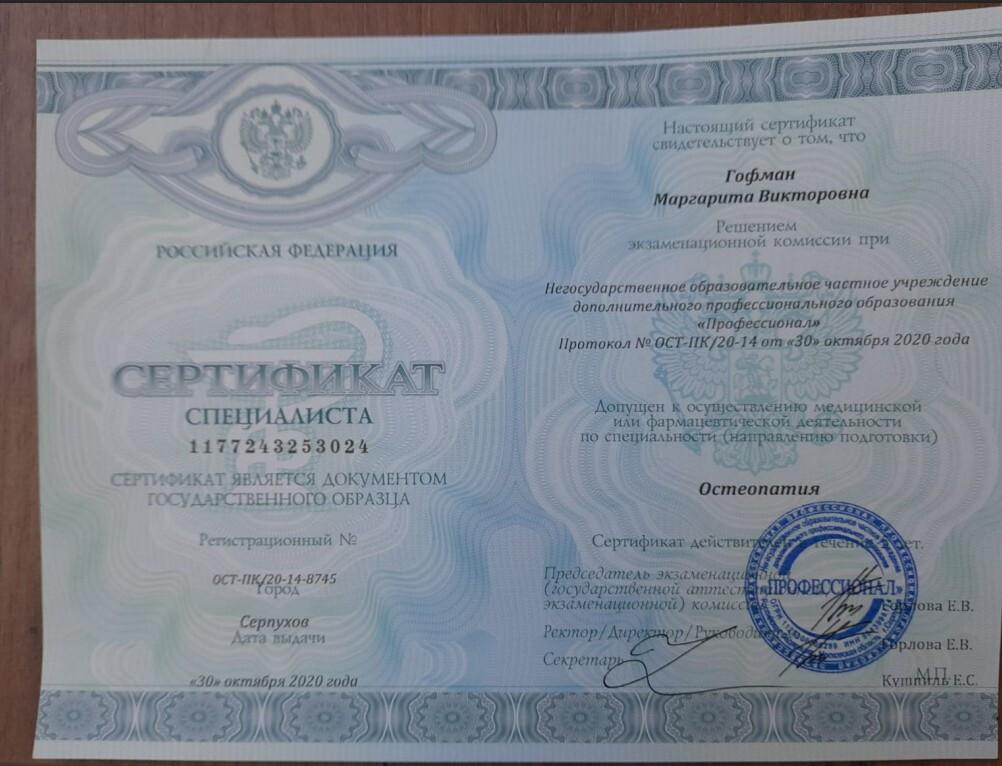 РОССИЙСКАЯ ФЕДЕРАЦИЯ
СЕРТИФИКАТ
СПЕЦИАЛИСТА
1177243253024
СЕРТИФИКАТ ЯВЛЯЕТСЯ ДОКУМЕНТОМ
ГОСУДАРСТВЕННОГО ОБРАЗЦА
Регистрационный №
ОСТ-ПК/20-14-8745
Город
Серпухов
Дата выдачи
«30» октября 2020 года
Настоящий сертификат
свидетельствует о том, что
Гофман
Маргарита Викторовна
Решением
экзаменационной комиссии при
Негосударственное образовательное частное учреждение
дополнительного профессионального образования
«Профессионал»
Протокол № ОСТ-ПК/20-14 от «30» октября 2020 года
Допущен к осуществлению медицинской
или фармацевтической деятельности
по специальности (направлению подготовки)
Остеопатия
Сертификат действителен в течение лет.
Председатель экзаменационной
(государственной
экзаменационной) комиссии Горлова Е.В.
Ректор/Директор/Руководитель Горлова Е.В.
Секретарь
М.П.
Е.С.
«ПРОФЕССИОНАЛ»